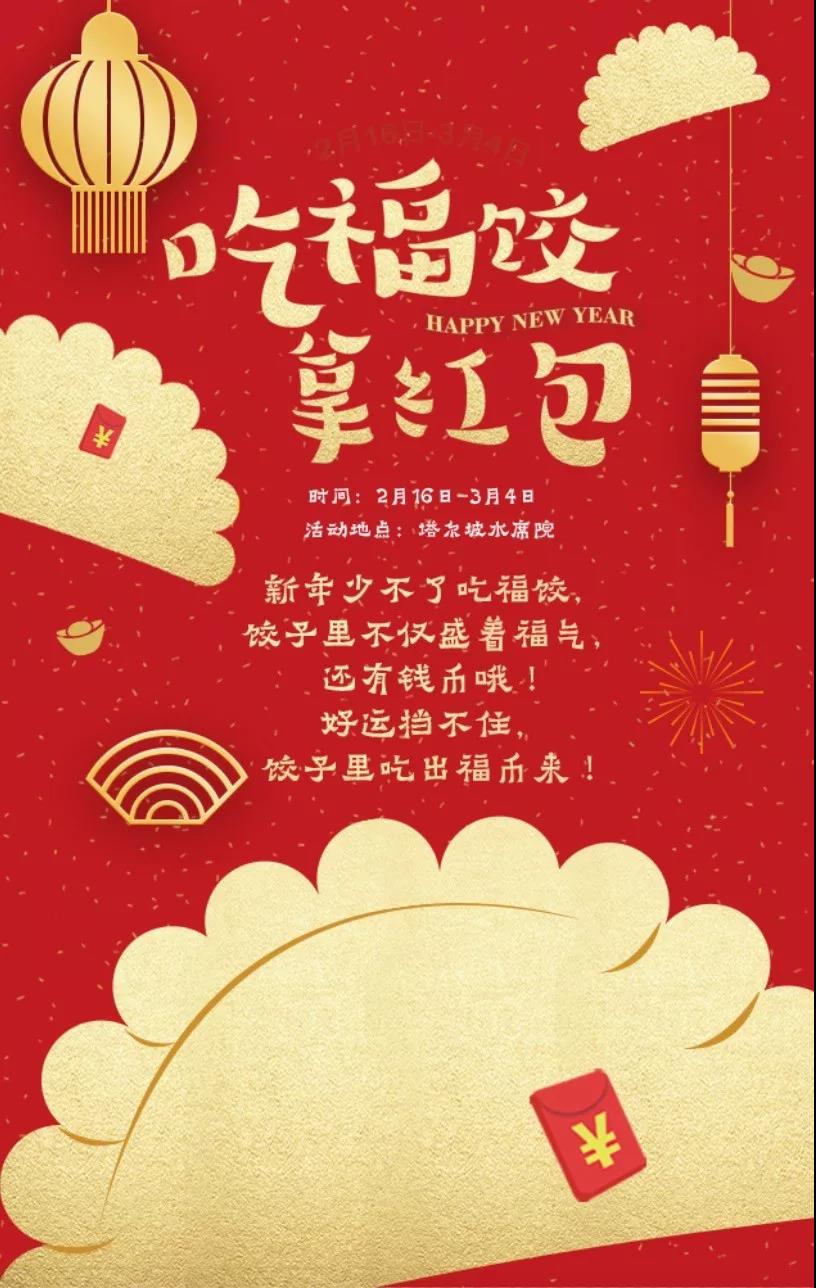 2月16日-3月4日
吃福饺
HAPPY NEW YEAR
拿红包
时间：2月16日-3月4日
活动地点：塔尔坡水席院
新年少不了吃福饺，
饺子里不仅盛着福气，
还有钱币哦！
好运挡不住，
饺子里吃出福币来！
¥
¥